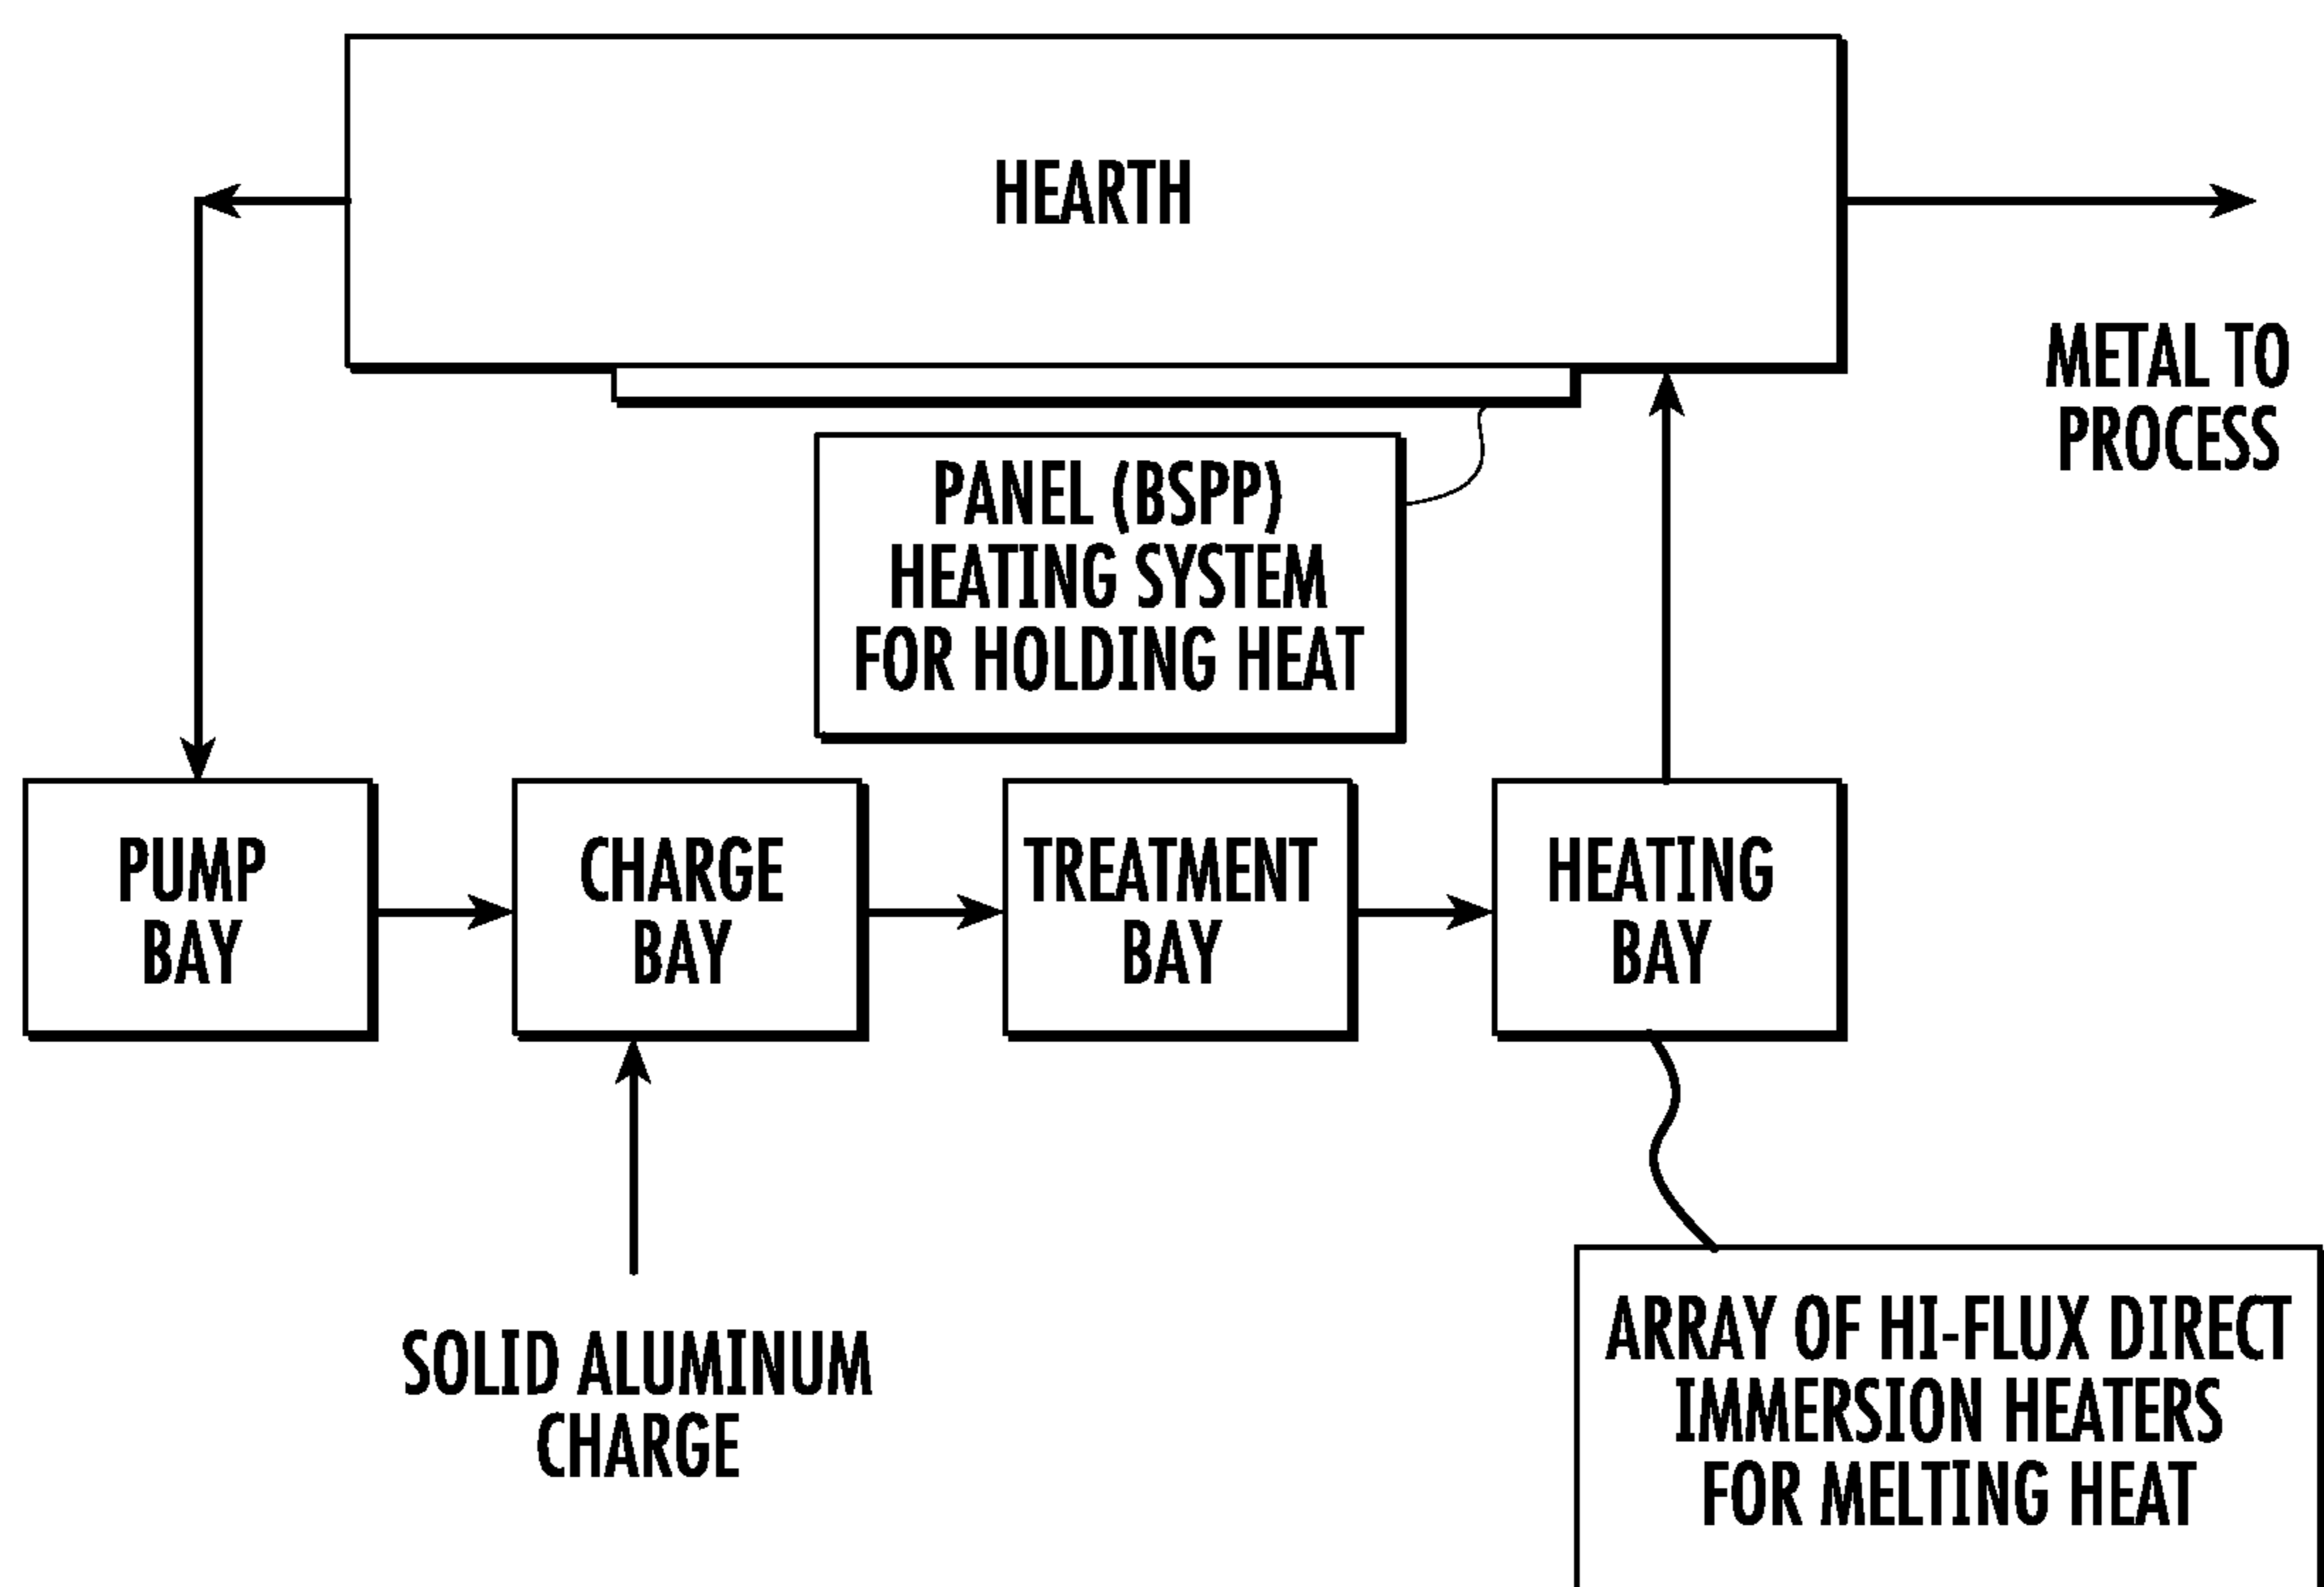 HEARTH
METAL TO
PROCESS
PANEL (BSPP)
HEATING SYSTEM
FOR HOLDING HEAT
PUMP
BAY
CHARGE
BAY
TREATMENT
BAY
HEATING
BAY
SOLID ALUMINUM
CHARGE
ARRAY OF HI-FLUX DIRECT
IMMERSION HEATERS
FOR MELTING HEAT